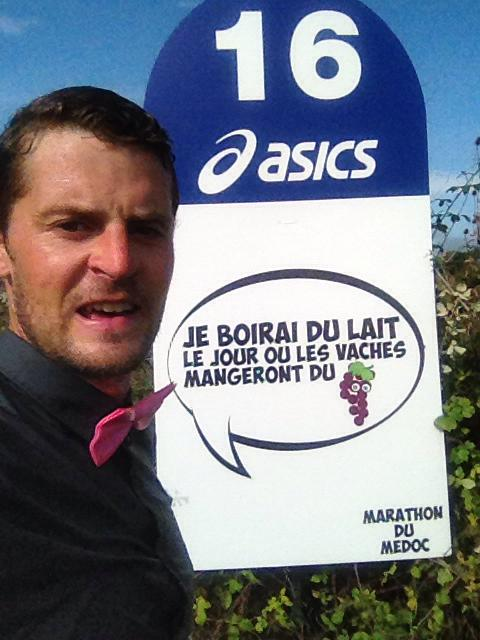 16
asics
JE BOIRAI DU LAIT
LE JOUR OU LES VACHES
MANGERONT DU
MARATHON
DU
MEDOC